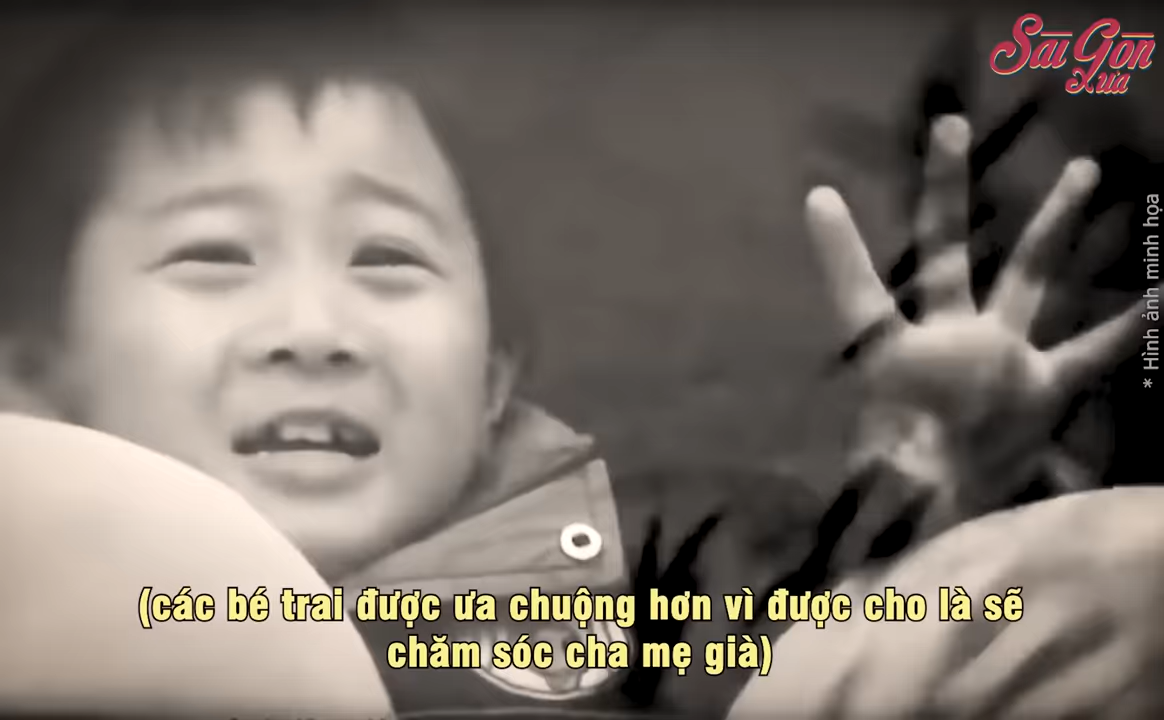 Sài Gòn
Xưa
* Hình ảnh minh họa
(các bé trai được ưa chuộng hơn vì được cho là sẽ
chăm sóc cha mẹ già)